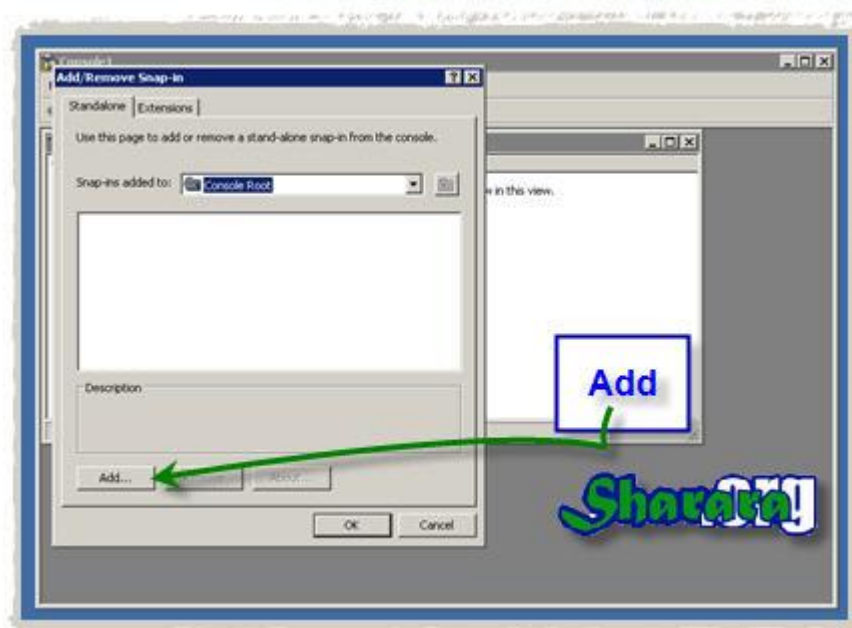 Console1
Add/Remove Snap-in
Standalone
Extensions
Use this page to add or remove a stand-alone snap-in from the console.
Snap-ins added to:
Console Root
in this view.
Description
Add
Add...
About...
OK
Cancel
Sharara.org